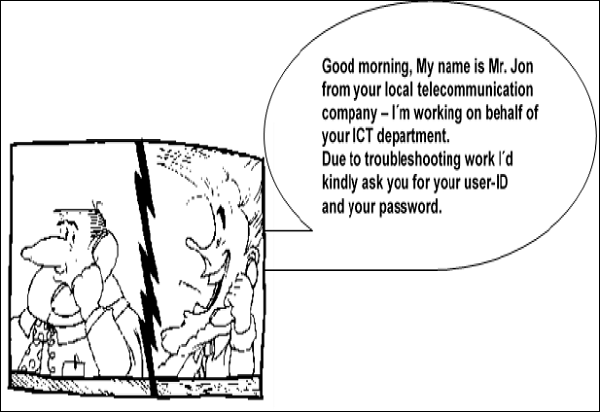 Good morning, My name is Mr. Jon
from your local telecommunication
company – I´m working on behalf of
your ICT department.
Due to troubleshooting work I´d
kindly ask you for your user-ID
and your password.